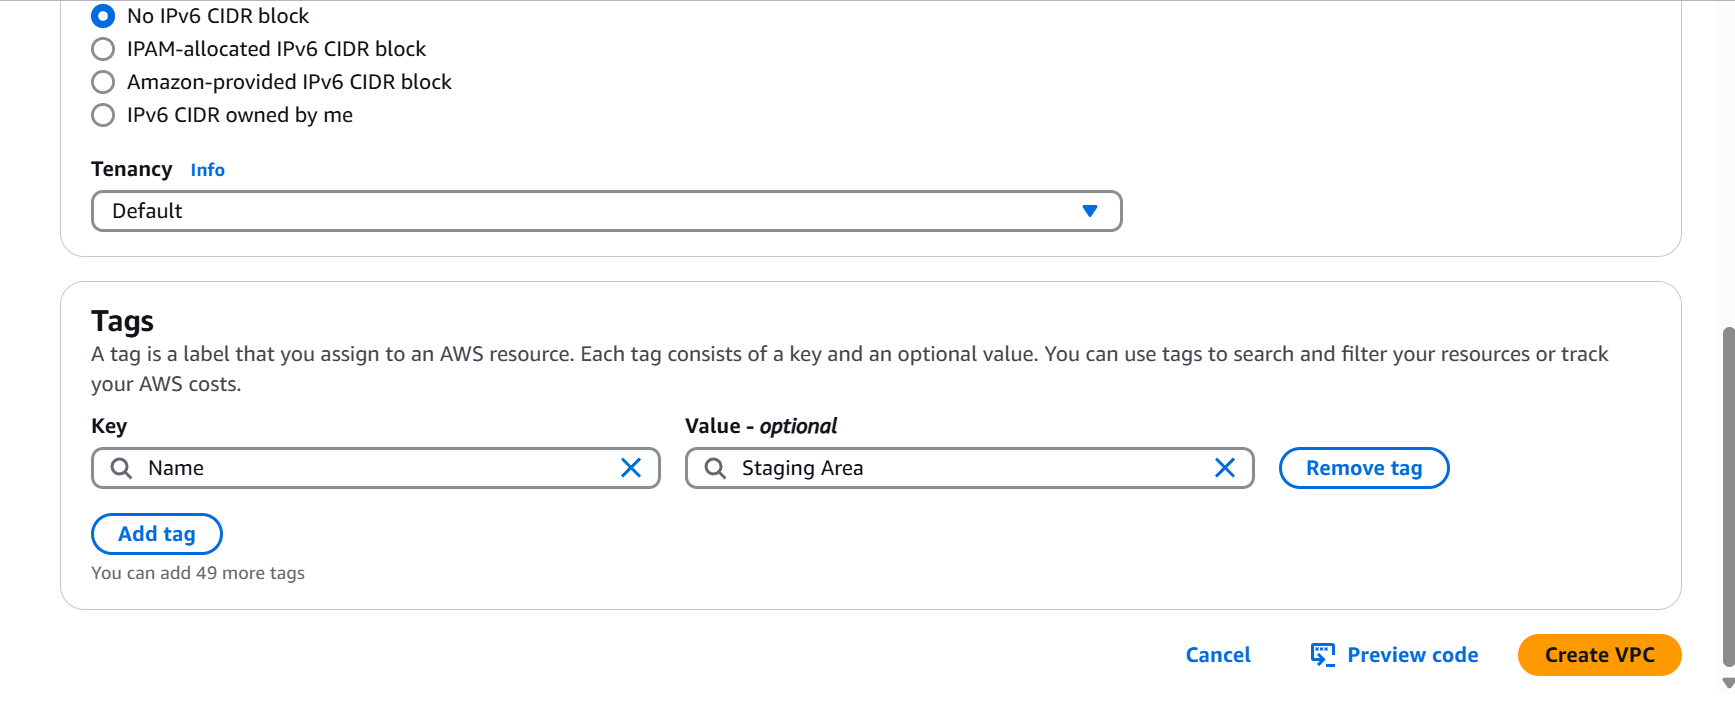 No IPv6 CIDR block
IPAM-allocated IPv6 CIDR block
Amazon-provided IPv6 CIDR block
IPv6 CIDR owned by me
Tenancy Info
Default
Tags
A tag is a label that you assign to an AWS resource. Each tag consists of a key and an optional value. You can use tags to search and filter your resources or track
your AWS costs.
Key Value - optional
Name Staging Area Remove tag
Add tag
You can add 49 more tags
Cancel Preview code Create VPC